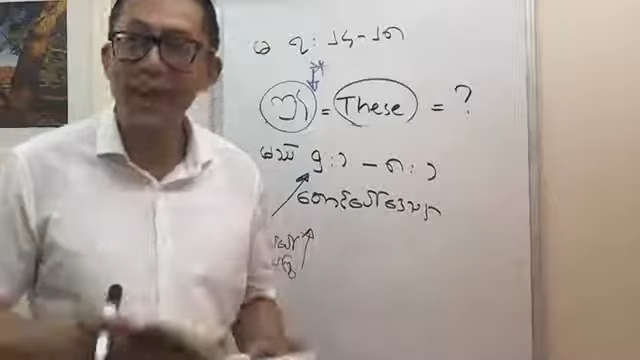 မ ၇: ၂၄-၂၈
ဤ = These = ?
မဿဲ ၅:၁ – ၈:၁
တောင်ပေါ်ဒေသနာ